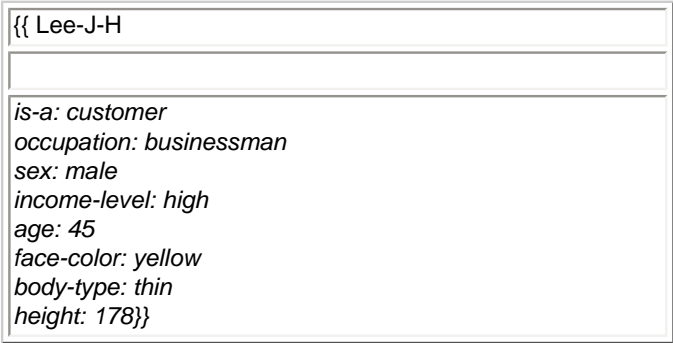 {{ Lee-J-H
is-a: customer
occupation: businessman
sex: male
income-level: high
age: 45
face-color: yellow
body-type: thin
height: 178}}